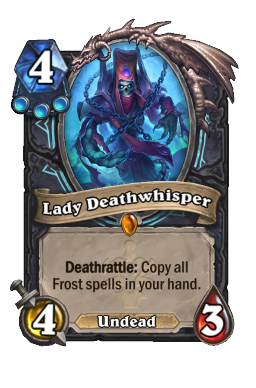 4
Lady Deathwhisper
Deathrattle: Copy all
Frost spells in your hand.
4
Undead
3